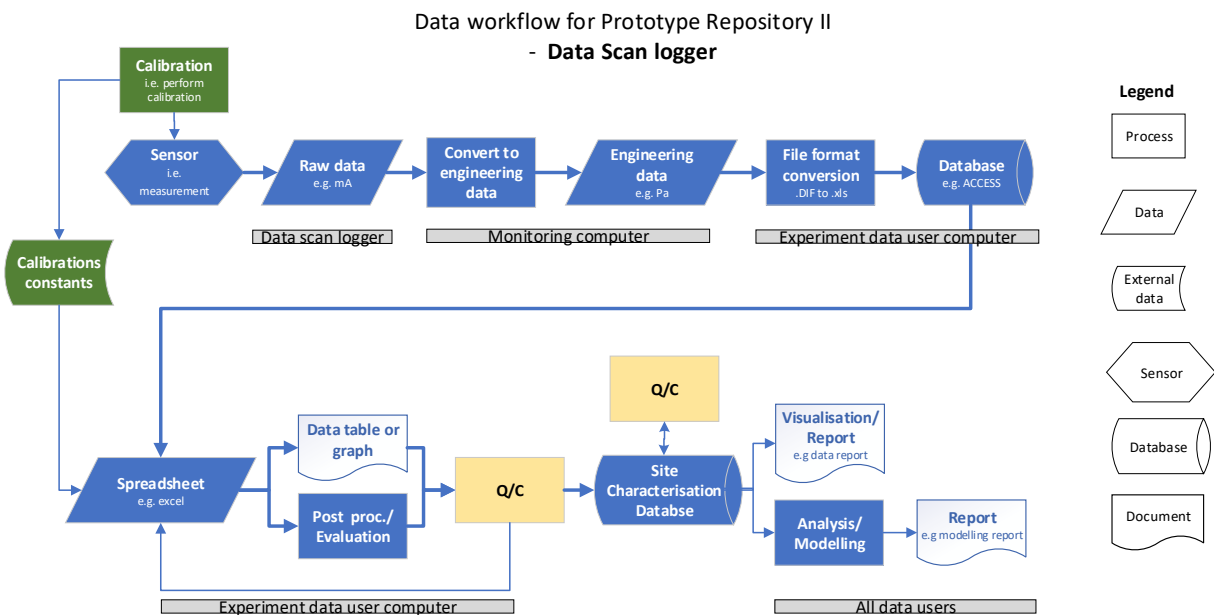 Data workflow for Prototype Repository II
- Data Scan logger
Calibration
i.e. perform
calibration
Legend
Process
Sensor
i.e.
measurement
Raw data
e.g. mA
Convert to
engineering
data
Engineering
data
e.g. Pa
File format
conversion
.DIF to .xls
Database
e.g. ACCESS
Data
Data scan logger
Monitoring computer
Experiment data user computer
Calibrations
constants
External
data
Sensor
Q/C
Visualisation/
Report
e.g data report
Data table or
graph
Database
Spreadsheet
e.g. excel
Q/C
Site
Characterisation
Databse
Post proc./
Evaluation
Analysis/
Modelling
Report
e.g modelling report
Document
Experiment data user computer
All data users